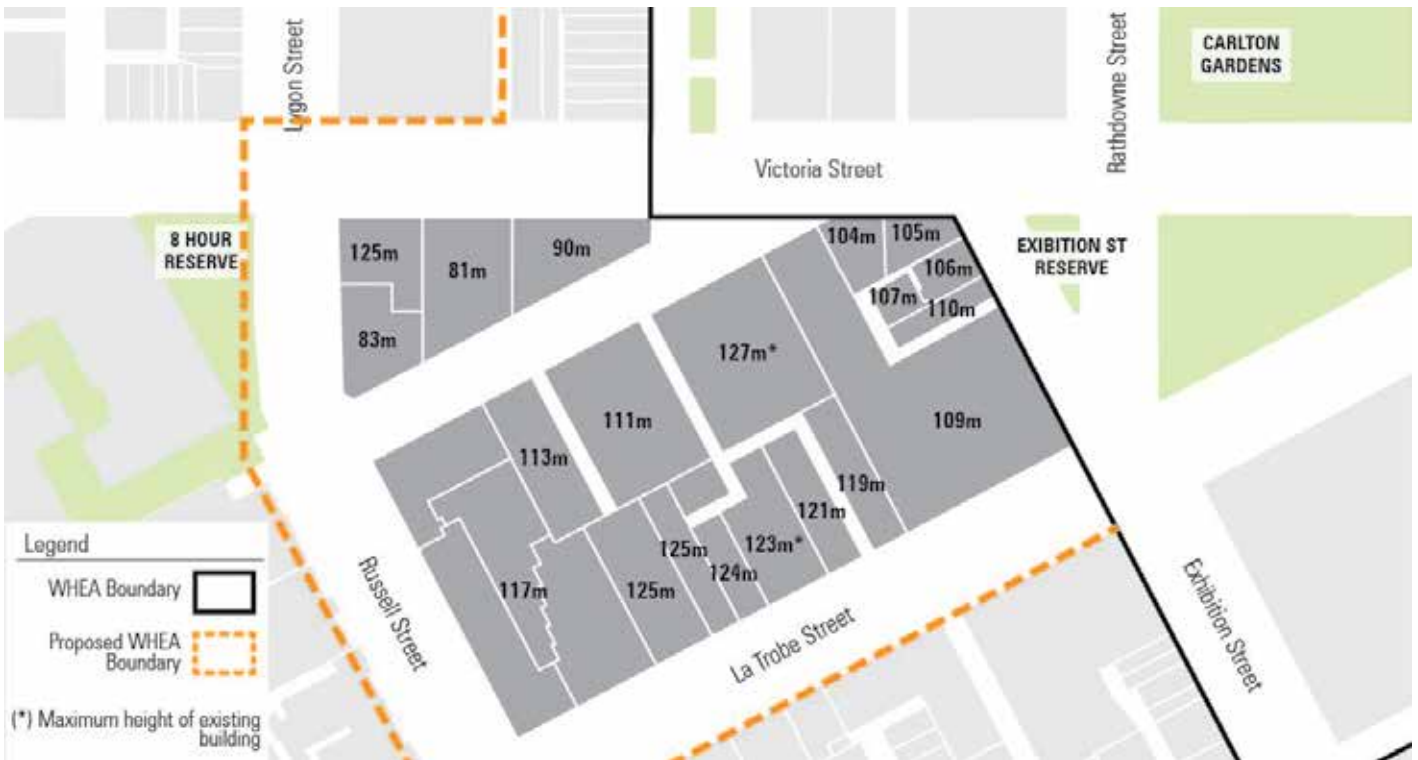 Lygon Street
Rathdowne Street
CARLTON
GARDENS
Victoria Street
8 HOUR
RESERVE
EXIBITION ST
RESERVE
125m
81m
90m
83m
104m
105m
106m
107m
110m
127m*
111m
109m
113m
119m
121m
125m
123m*
124m
125m
117m
Russell Street
La Trobe Street
Exhibition Street
Legend
WHEA Boundary
Proposed WHEA
Boundary
(*) Maximum height of existing
building